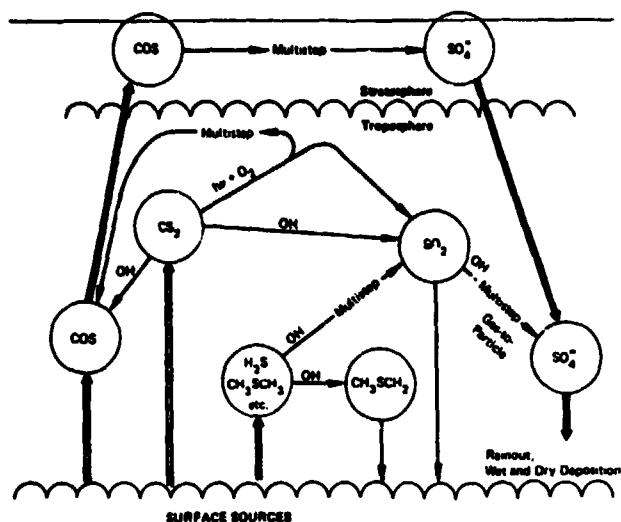 COS
Multistep
SO₄⁼
Stratosphere
Troposphere
Multistep
hν + O₂
CS₂
OH
SO₂
OH
OH
Multistep
Gas-to-
Particle
COS
OH
Multistep
H₂S
CH₃SCH₃
etc.
OH
CH₃SCH₂
SO₄⁼
Rainout,
Wet and Dry Deposition
SURFACE SOURCES